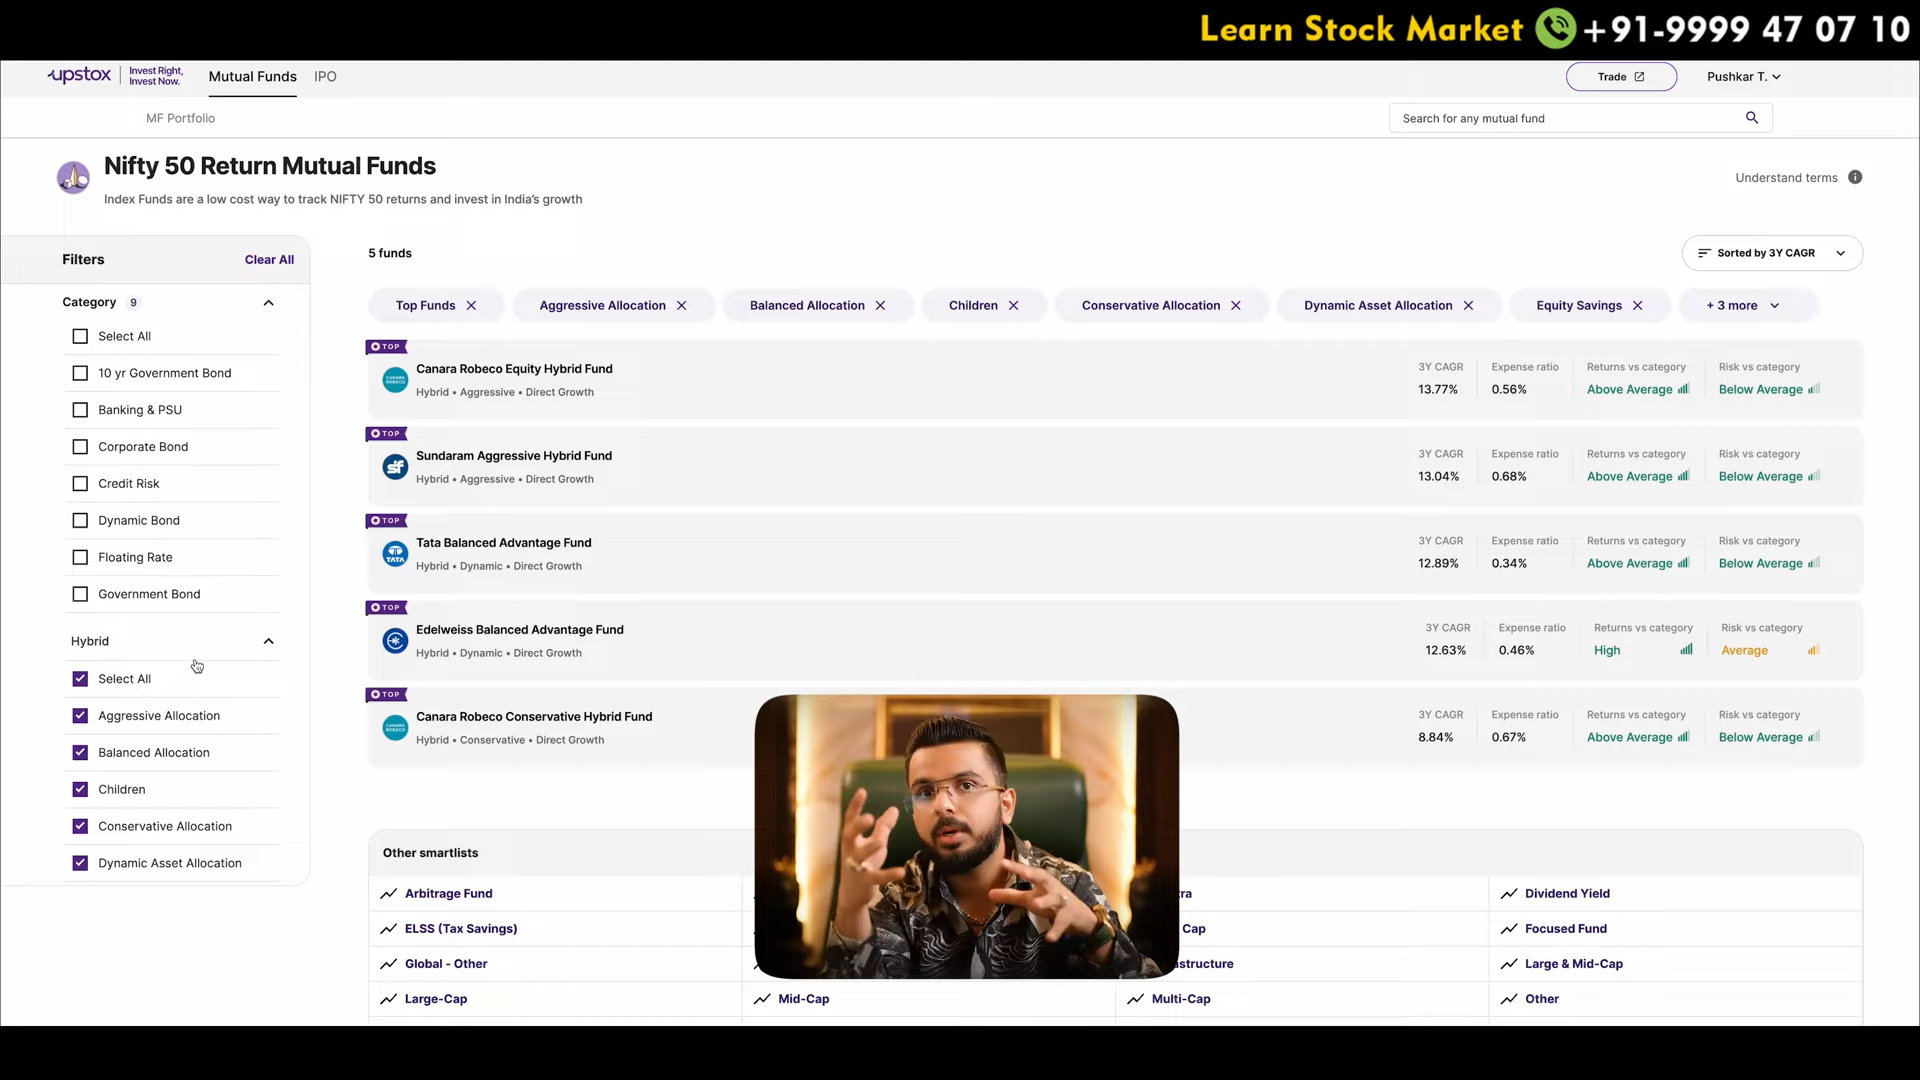 Learn Stock Market +91-9999 47 07 10
upstox Invest Right, Invest Now.
Mutual Funds IPO
Trade
Pushkar T.
MF Portfolio
Search for any mutual fund
Nifty 50 Return Mutual Funds
Index Funds are a low cost way to track NIFTY 50 returns and invest in India's growth
Understand terms
Filters Clear All
Category 9
Select All
10 yr Government Bond
Banking & PSU
Corporate Bond
Credit Risk
Dynamic Bond
Floating Rate
Government Bond
Hybrid
Select All
Aggressive Allocation
Balanced Allocation
Children
Conservative Allocation
Dynamic Asset Allocation
5 funds
Sorted by 3Y CAGR
Top Funds Aggressive Allocation Balanced Allocation Children Conservative Allocation Dynamic Asset Allocation Equity Savings + 3 more
TOP
CANARA ROBECO
Canara Robeco Equity Hybrid Fund
Hybrid • Aggressive • Direct Growth
3Y CAGR Expense ratio Returns vs category Risk vs category
13.77% 0.56% Above Average Below Average
TOP
sf
Sundaram Aggressive Hybrid Fund
Hybrid • Aggressive • Direct Growth
3Y CAGR Expense ratio Returns vs category Risk vs category
13.04% 0.68% Above Average Below Average
TOP
TATA
Tata Balanced Advantage Fund
Hybrid • Dynamic • Direct Growth
3Y CAGR Expense ratio Returns vs category Risk vs category
12.89% 0.34% Above Average Below Average
TOP
Edelweiss Balanced Advantage Fund
Hybrid • Dynamic • Direct Growth
3Y CAGR Expense ratio Returns vs category Risk vs category
12.63% 0.46% High Average
TOP
CANARA ROBECO
Canara Robeco Conservative Hybrid Fund
Hybrid • Conservative • Direct Growth
3Y CAGR Expense ratio Returns vs category Risk vs category
8.84% 0.67% Above Average Below Average
Other smartlists
Arbitrage Fund tra Dividend Yield
ELSS (Tax Savings) Cap Focused Fund
Global - Other astructure Large & Mid-Cap
Large-Cap Mid-Cap Multi-Cap Other